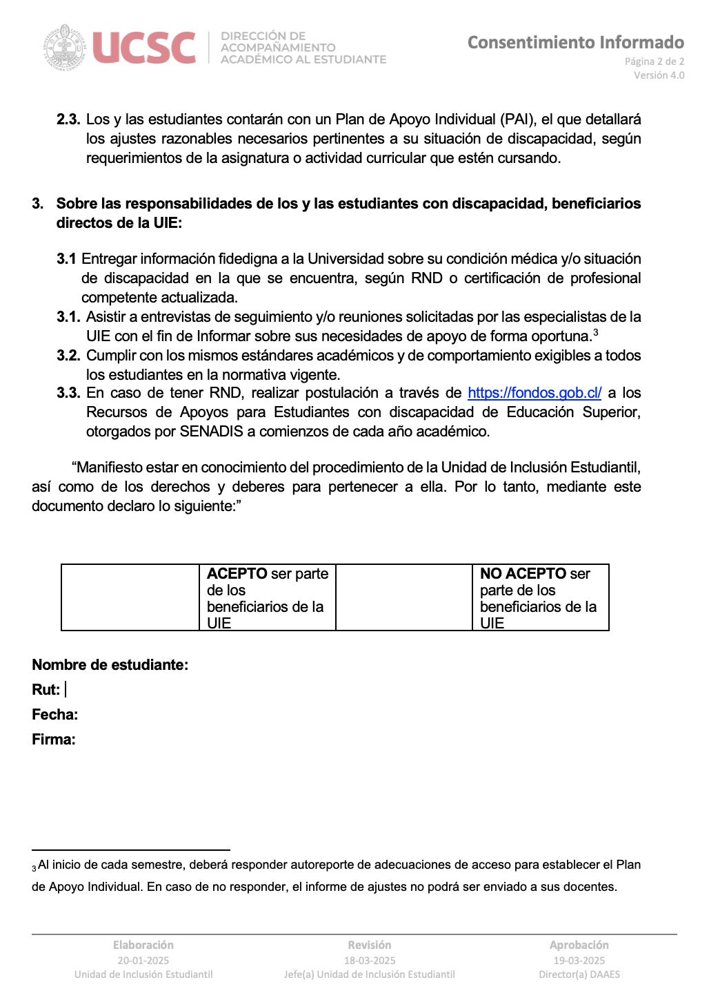 UCSC
DIRECCIÓN DE
ACOMPAÑAMIENTO
ACADÉMICO AL ESTUDIANTE
Consentimiento Informado
Página 2 de 2
Versión 4.0
2.3. Los y las estudiantes contarán con un Plan de Apoyo Individual (PAI), el que detallará
los ajustes razonables necesarios pertinentes a su situación de discapacidad, según
requerimientos de la asignatura o actividad curricular que estén cursando.
3. Sobre las responsabilidades de los y las estudiantes con discapacidad, beneficiarios
directos de la UIE:
3.1 Entregar información fidedigna a la Universidad sobre su condición médica y/o situación
de discapacidad en la que se encuentra, según RND o certificación de profesional
competente actualizada.
3.1. Asistir a entrevistas de seguimiento y/o reuniones solicitadas por las especialistas de la
UIE con el fin de Informar sobre sus necesidades de apoyo de forma oportuna.3
3.2. Cumplir con los mismos estándares académicos y de comportamiento exigibles a todos
los estudiantes en la normativa vigente.
3.3. En caso de tener RND, realizar postulación a través de https://fondos.gob.cl/ a los
Recursos de Apoyos para Estudiantes con discapacidad de Educación Superior,
otorgados por SENADIS a comienzos de cada año académico.
“Manifiesto estar en conocimiento del procedimiento de la Unidad de Inclusión Estudiantil,
así como de los derechos y deberes para pertenecer a ella. Por lo tanto, mediante este
documento declaro lo siguiente:”
ACEPTO ser parte
de los
beneficiarios de la
UIE
NO ACEPTO ser
parte de los
beneficiarios de la
UIE
Nombre de estudiante:
Rut:
Fecha:
Firma:
3 Al inicio de cada semestre, deberá responder autoreporte de adecuaciones de acceso para establecer el Plan
de Apoyo Individual. En caso de no responder, el informe de ajustes no podrá ser enviado a sus docentes.
Elaboración
20-01-2025
Unidad de Inclusión Estudiantil
Revisión
18-03-2025
Jefe(a) Unidad de Inclusión Estudiantil
Aprobación
19-03-2025
Director(a) DAAES